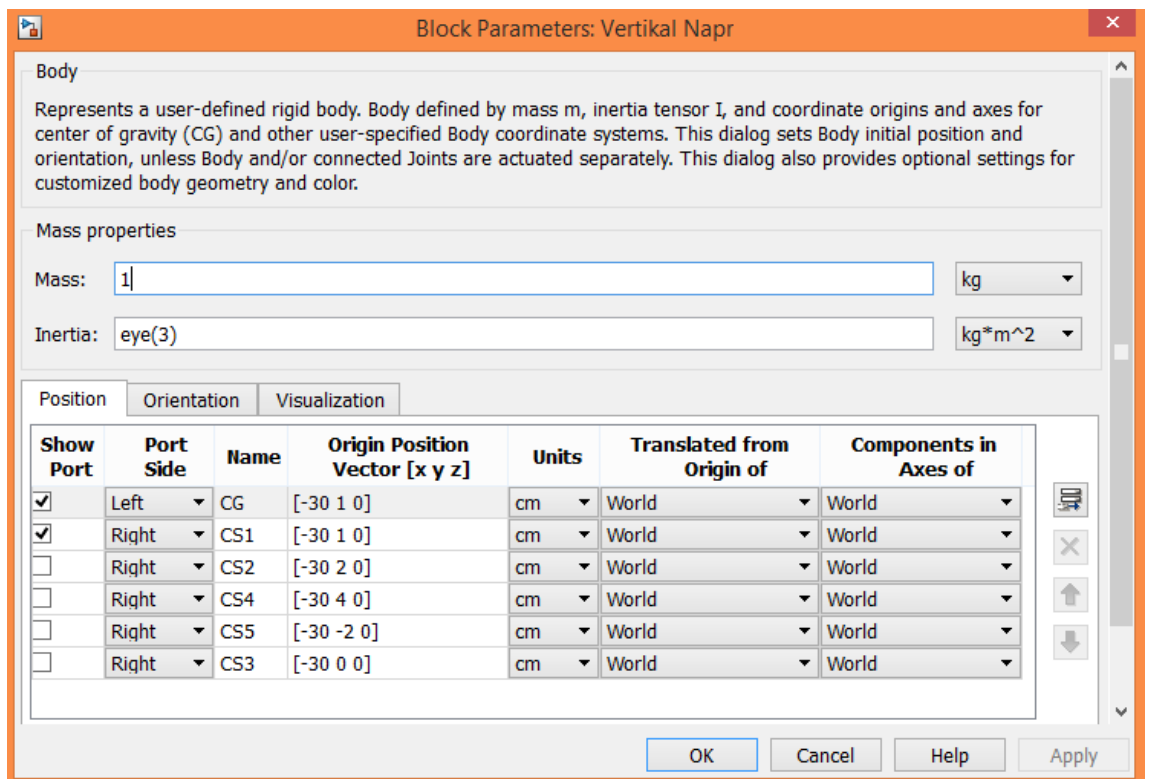 Block Parameters: Vertikal Napr
Body
Represents a user-defined rigid body. Body defined by mass m, inertia tensor I, and coordinate origins and axes for
center of gravity (CG) and other user-specified Body coordinate systems. This dialog sets Body initial position and
orientation, unless Body and/or connected Joints are actuated separately. This dialog also provides optional settings for
customized body geometry and color.
Mass properties
Mass: 1 kg
Inertia: eye(3) kg*m^2
Position Orientation Visualization
Show Port Origin Position Translated from Components in
Port Side Name Vector [x y z] Units Origin of Axes of
Left CG [-30 1 0] cm World World
Right CS1 [-30 1 0] cm World World
Right CS2 [-30 2 0] cm World World
Right CS4 [-30 4 0] cm World World
Right CS5 [-30 -2 0] cm World World
Right CS3 [-30 0 0] cm World World
OK Cancel Help Apply